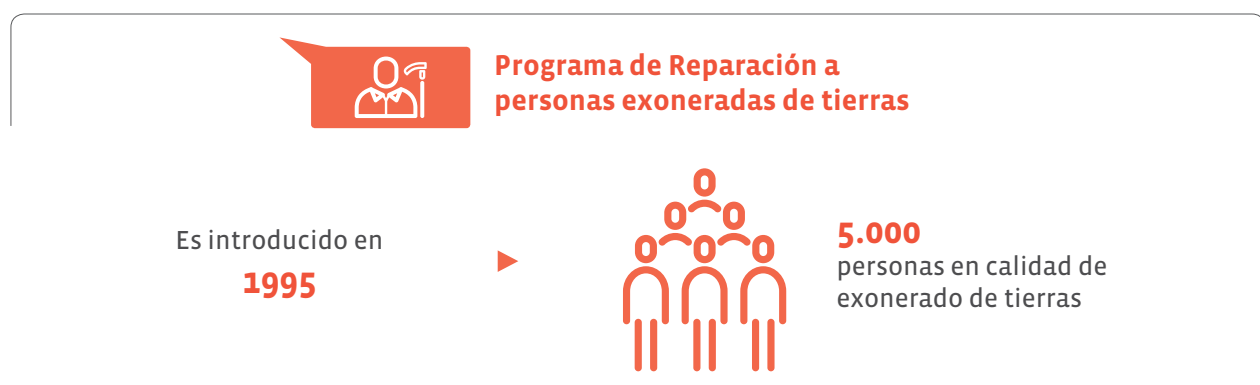 Programa de Reparación a
personas exoneradas de tierras
Es introducido en
1995
5.000
personas en calidad de
exonerado de tierras